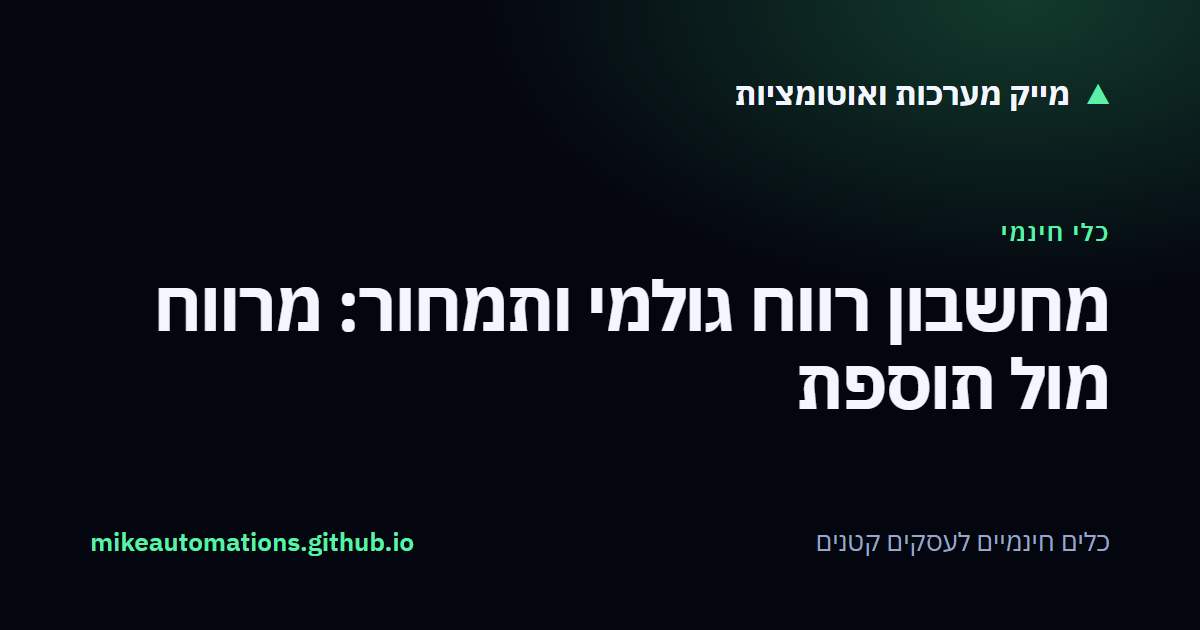 מייק מערכות ואוטומציות
כלי חינמי
מחשבון רווח גולמי ותמחור: מרווח
מול תוספת
כלים חינמיים לעסקים קטנים
mikeautomations.github.io